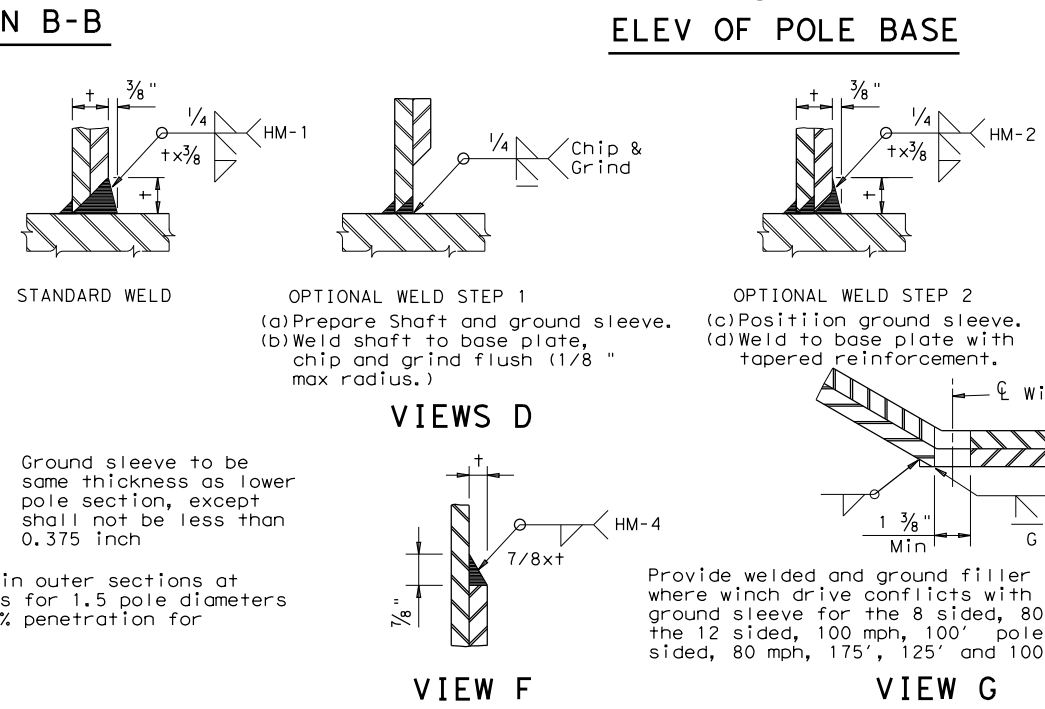 N B-B
ELEV OF POLE BASE
t
3/8 "
1/4
HM-1
tx3/8
t
1/4
Chip &
Grind
t
3/8 "
1/4
HM-2
tx3/8
t
STANDARD WELD
OPTIONAL WELD STEP 1
(a)Prepare Shaft and ground sleeve.
(b)Weld shaft to base plate,
chip and grind flush (1/8 "
max radius.)
OPTIONAL WELD STEP 2
(c)Positiion ground sleeve.
(d)Weld to base plate with
tapered reinforcement.
VIEWS D
℄ Wi
Ground sleeve to be
same thickness as lower
pole section, except
shall not be less than
0.375 inch
in outer sections at
s for 1.5 pole diameters
% penetration for
t
HM-4
7/8xt
7/8"
VIEW F
1 3/8"
Min
G
Provide welded and ground filler
where winch drive conflicts with
ground sleeve for the 8 sided, 80
the 12 sided, 100 mph, 100' pole
sided, 80 mph, 175', 125' and 100
VIEW G